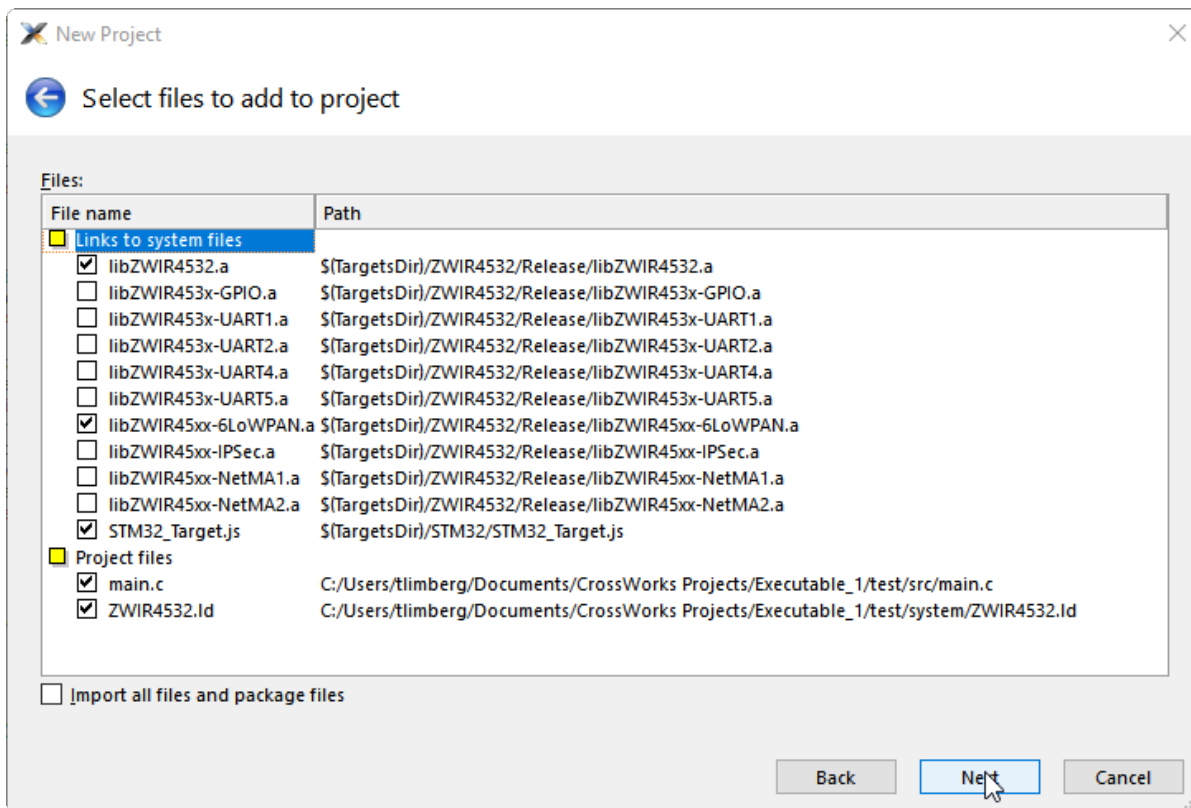 New Project
Select files to add to project
Files:
File name Path
Links to system files
libZWIR4532.a $(TargetsDir)/ZWIR4532/Release/libZWIR4532.a
libZWIR453x-GPIO.a $(TargetsDir)/ZWIR4532/Release/libZWIR453x-GPIO.a
libZWIR453x-UART1.a $(TargetsDir)/ZWIR4532/Release/libZWIR453x-UART1.a
libZWIR453x-UART2.a $(TargetsDir)/ZWIR4532/Release/libZWIR453x-UART2.a
libZWIR453x-UART4.a $(TargetsDir)/ZWIR4532/Release/libZWIR453x-UART4.a
libZWIR453x-UART5.a $(TargetsDir)/ZWIR4532/Release/libZWIR453x-UART5.a
libZWIR45xx-6LoWPAN.a $(TargetsDir)/ZWIR4532/Release/libZWIR45xx-6LoWPAN.a
libZWIR45xx-IPSec.a $(TargetsDir)/ZWIR4532/Release/libZWIR45xx-IPSec.a
libZWIR45xx-NetMA1.a $(TargetsDir)/ZWIR4532/Release/libZWIR45xx-NetMA1.a
libZWIR45xx-NetMA2.a $(TargetsDir)/ZWIR4532/Release/libZWIR45xx-NetMA2.a
STM32_Target.js $(TargetsDir)/STM32/STM32_Target.js
Project files
main.c C:/Users/tlimberg/Documents/CrossWorks Projects/Executable_1/test/src/main.c
ZWIR4532.ld C:/Users/tlimberg/Documents/CrossWorks Projects/Executable_1/test/system/ZWIR4532.ld
Import all files and package files
Back Next Cancel